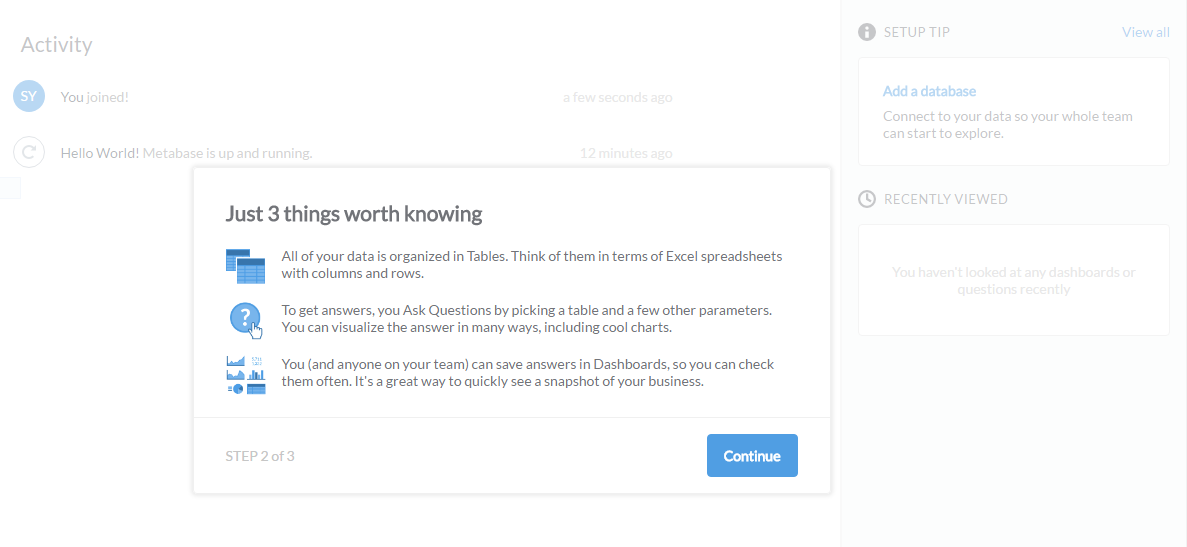 Activity
SY
You joined!
a few seconds ago
Hello World! Metabase is up and running.
12 minutes ago
Just 3 things worth knowing
All of your data is organized in Tables. Think of them in terms of Excel spreadsheets
with columns and rows.
?
To get answers, you Ask Questions by picking a table and a few other parameters.
You can visualize the answer in many ways, including cool charts.
You (and anyone on your team) can save answers in Dashboards, so you can check
them often. It's a great way to quickly see a snapshot of your business.
STEP 2 of 3
Continue
SETUP TIP
View all
Add a database
Connect to your data so your whole team
can start to explore.
RECENTLY VIEWED
You haven't looked at any dashboards or
questions recently